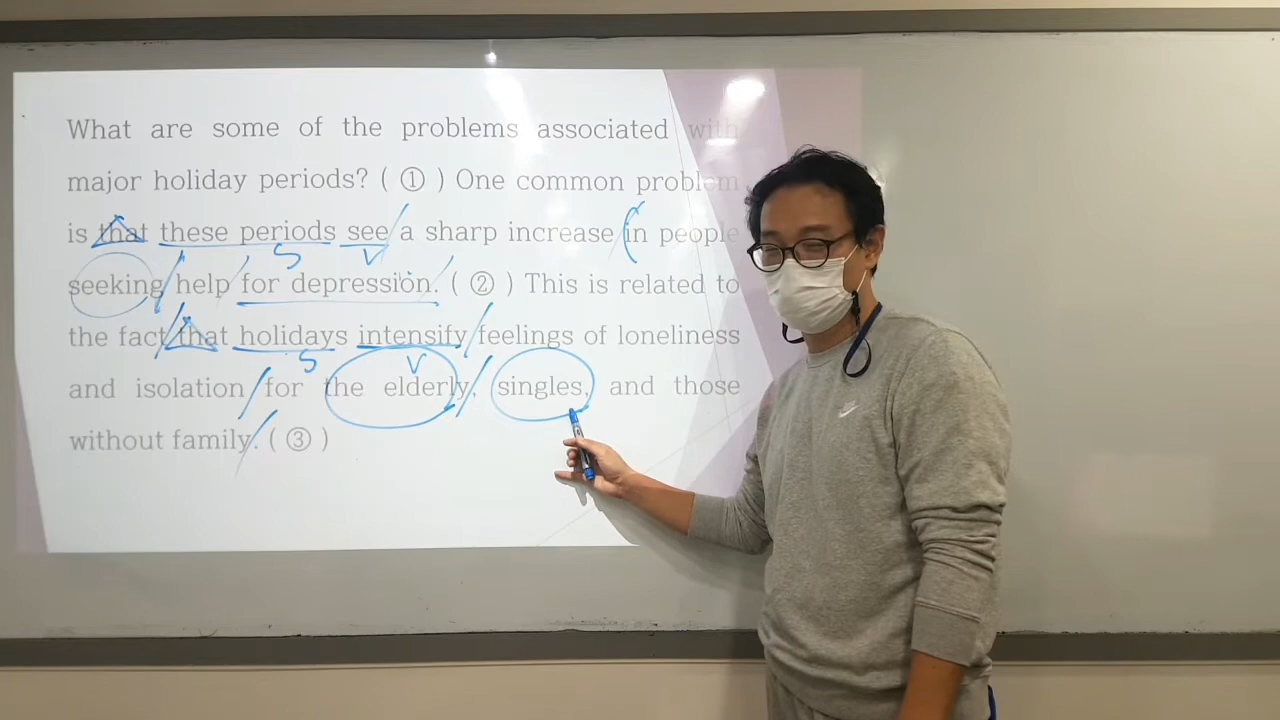 What are some of the problems associated with
major holiday periods? ( ① ) One common problem
is that these periods see a sharp increase in people
S V
seeking help for depression. ( ② ) This is related to
the fact that holidays intensify feelings of loneliness
S V
and isolation for the elderly, singles, and those
without family. ( ③ )